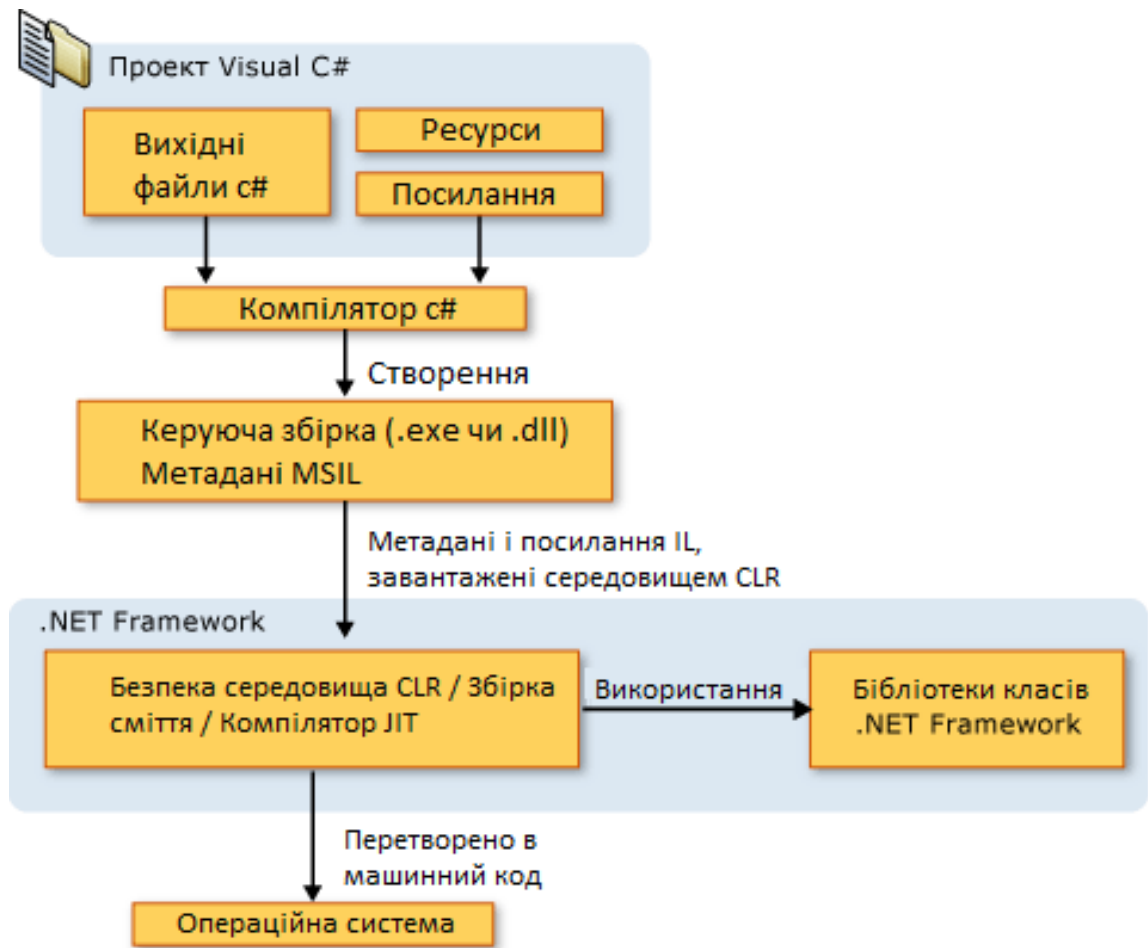 Проект Visual C#
Вихідні
файли c#
Ресурси
Посилання
Компілятор c#
Створення
Керуюча збірка (.exe чи .dll)
Метадані MSIL
Метадані і посилання IL,
завантажені середовищем CLR
.NET Framework
Безпека середовища CLR / Збірка
сміття / Компілятор JIT
Використання
Бібліотеки класів
.NET Framework
Перетворено в
машинний код
Операційна система